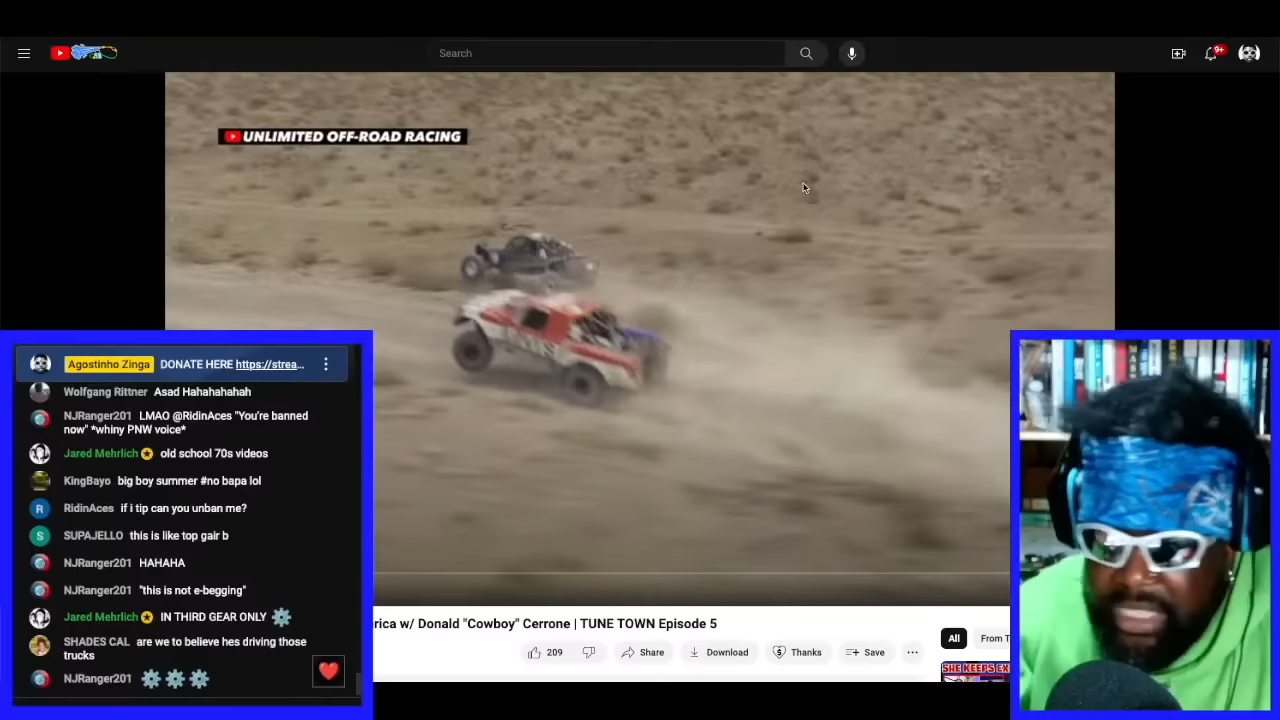 Search
9+
UNLIMITED OFF-ROAD RACING
Agostinho Zinga DONATE HERE https://strea...
Wolfgang Rittner Asad Hahahahahah
NJRanger201 LMAO @RidinAces "You're banned
now" *whiny PNW voice*
Jared Mehrlich old school 70s videos
KingBayo big boy summer #no bapa lol
R RidinAces if i tip can you unban me?
S SUPAJELLO this is like top gair b
NJRanger201 HAHAHA
NJRanger201 "this is not e-begging"
Jared Mehrlich IN THIRD GEAR ONLY
SHADES CAL are we to believe hes driving those
trucks
NJRanger201
rica w/ Donald "Cowboy" Cerrone | TUNE TOWN Episode 5
209 Share Download Thanks Save
All From T
SHE KEEPS EX